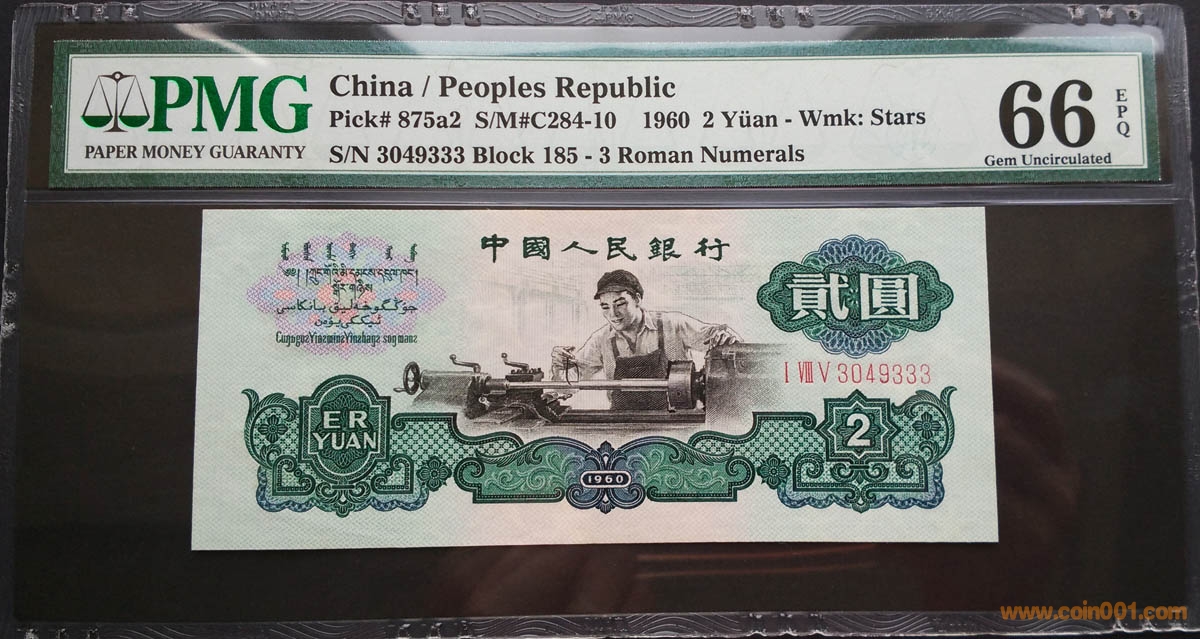 PMG
PAPER MONEY GUARANTY
China / Peoples Republic
Pick# 875a2 S/M#C284-10 1960 2 Yüan - Wmk: Stars
S/N 3049333 Block 185 - 3 Roman Numerals
66
EPQ
Gem Uncirculated
PMG
中國人民銀行
貳圓
I VIII V 3049333
ER
YUAN
2
1960
www.coin001.com